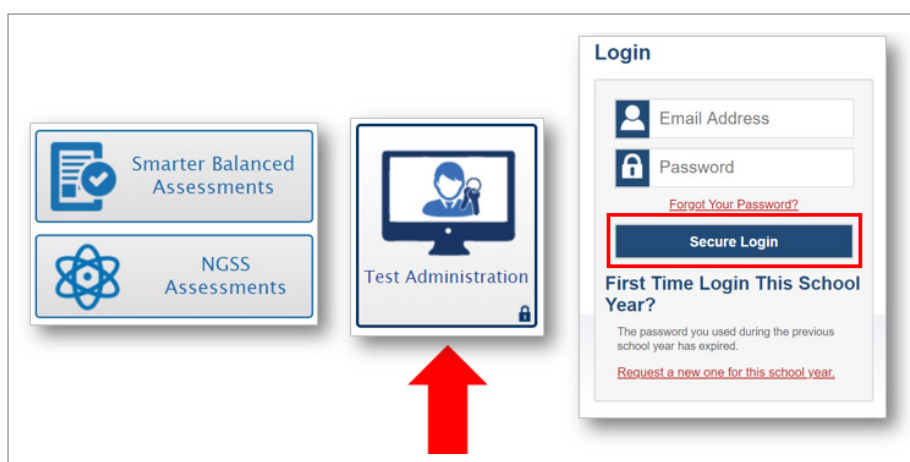 Smarter Balanced
Assessments
NGSS
Assessments
Test Administration
Login
Email Address
Password
Forgot Your Password?
Secure Login
First Time Login This School
Year?
The password you used during the previous
school year has expired.
Request a new one for this school year.